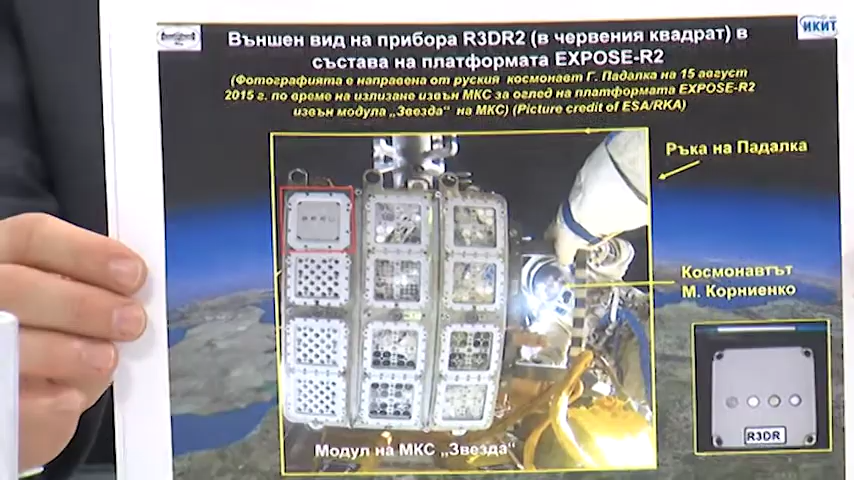 ИКИТ
Външен вид на прибора R3DR2 (в червения квадрат) в
състава на платформата EXPOSE-R2
(Фотографията е направена от руския космонавт Г. Падалка на 15 август
2015 г. по време на излизане извън МКС за оглед на платформата EXPOSE-R2
извън модула „Звезда“ на МКС) (Picture credit of ESA/RKA)
Ръка на Падалка
Космонавтът
М. Корниенко
R3DR
Модул на МКС „Звезда“